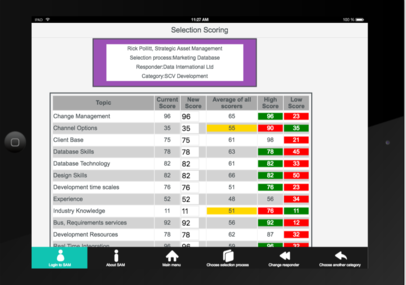 iPad 11:27 AM 100 %
Selection Scoring
Rick Pollitt, Strategic Asset Management
Selection process:Marketing Database
Responder:Data International Ltd
Category:SCV Development
Topic Current Score New Score Average of all scorers High Score Low Score
Change Management 96 96 65 96 23
Channel Options 35 35 55 90 35
Client Base 75 75 61 98 21
Database Skills 78 78 63 78 45
Database Technology 82 82 61 82 33
Design Skills 82 82 66 82 50
Development time scales 76 76 51 76 23
Experience 52 52 48 56 34
Industry Knowledge 11 11 51 76 11
Bus, Requirements services 92 92 56 92 12
Development Resources 78 78 62 87 32
Real Time Integration 96 96 59 96 32
Login to SAM About SAM Main menu Choose selection process Change responder Choose another category